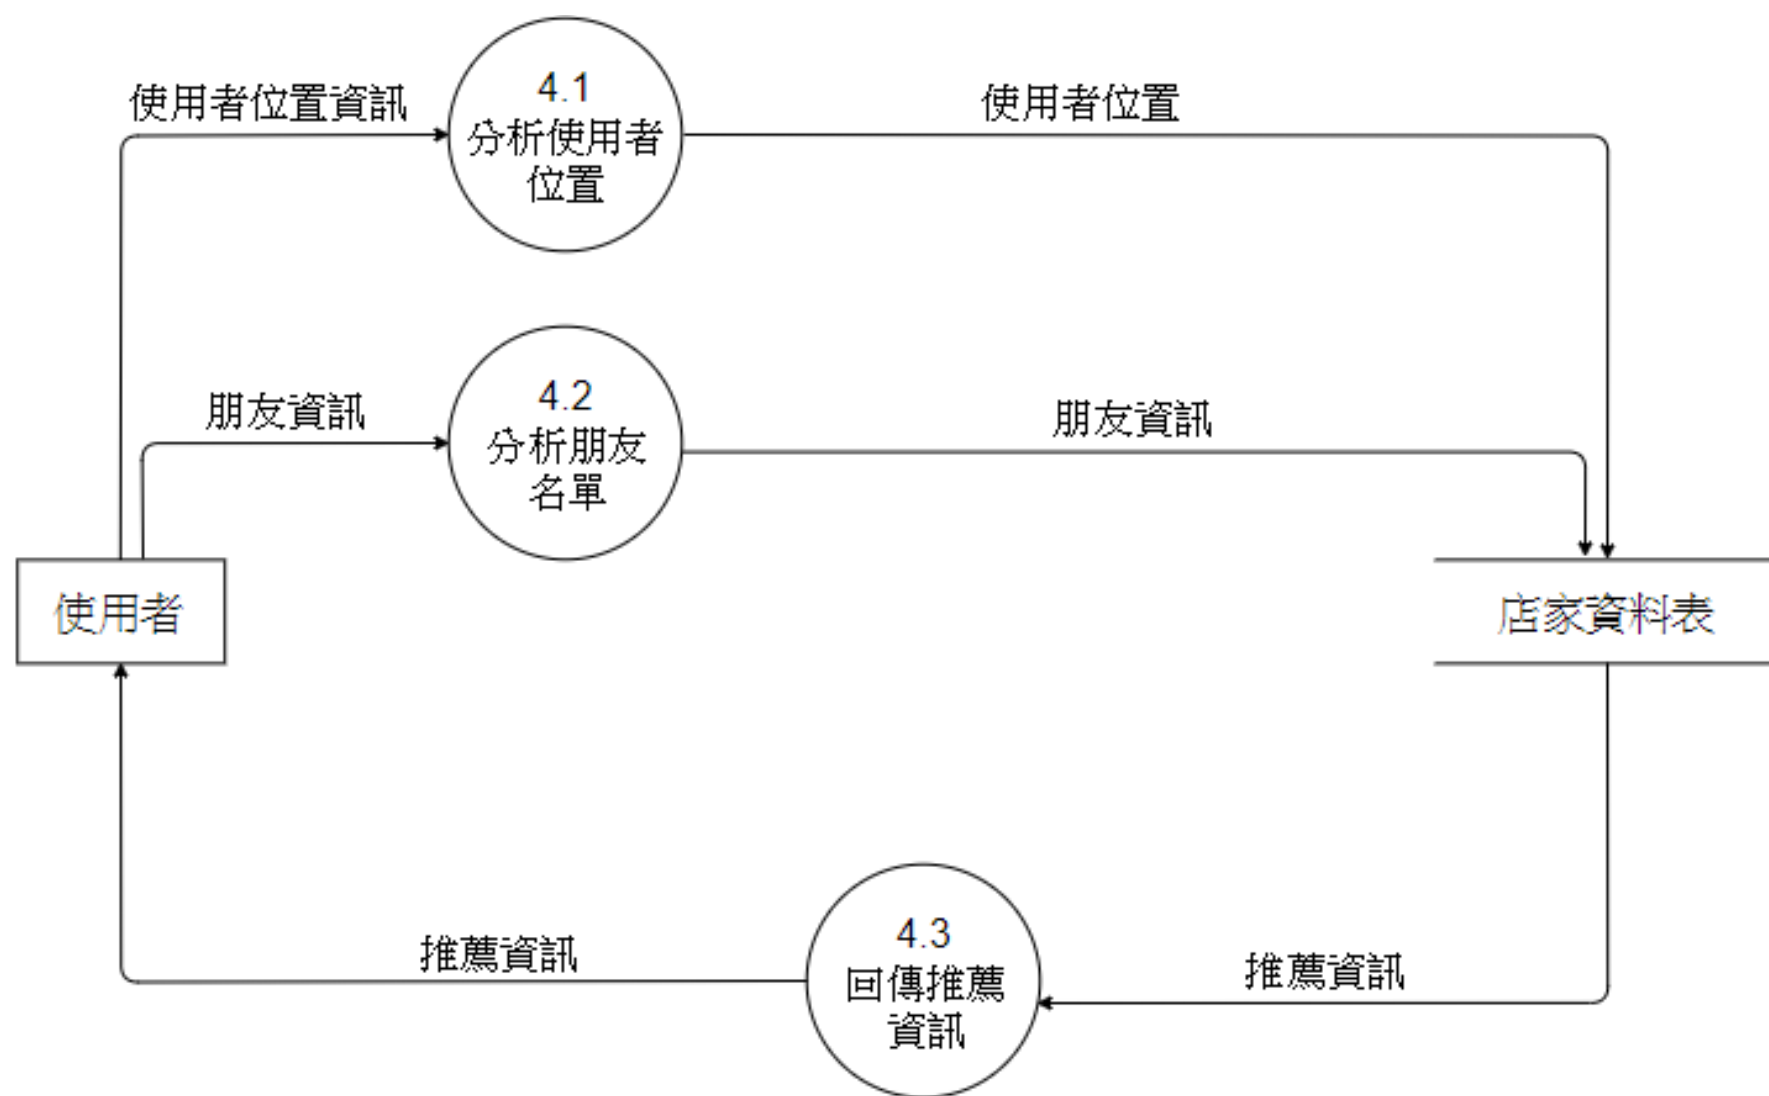 使用者位置資訊
4.1
分析使用者
位置
使用者位置
朋友資訊
4.2
分析朋友
名單
朋友資訊
使用者
店家資料表
推薦資訊
4.3
回傳推薦
資訊
推薦資訊